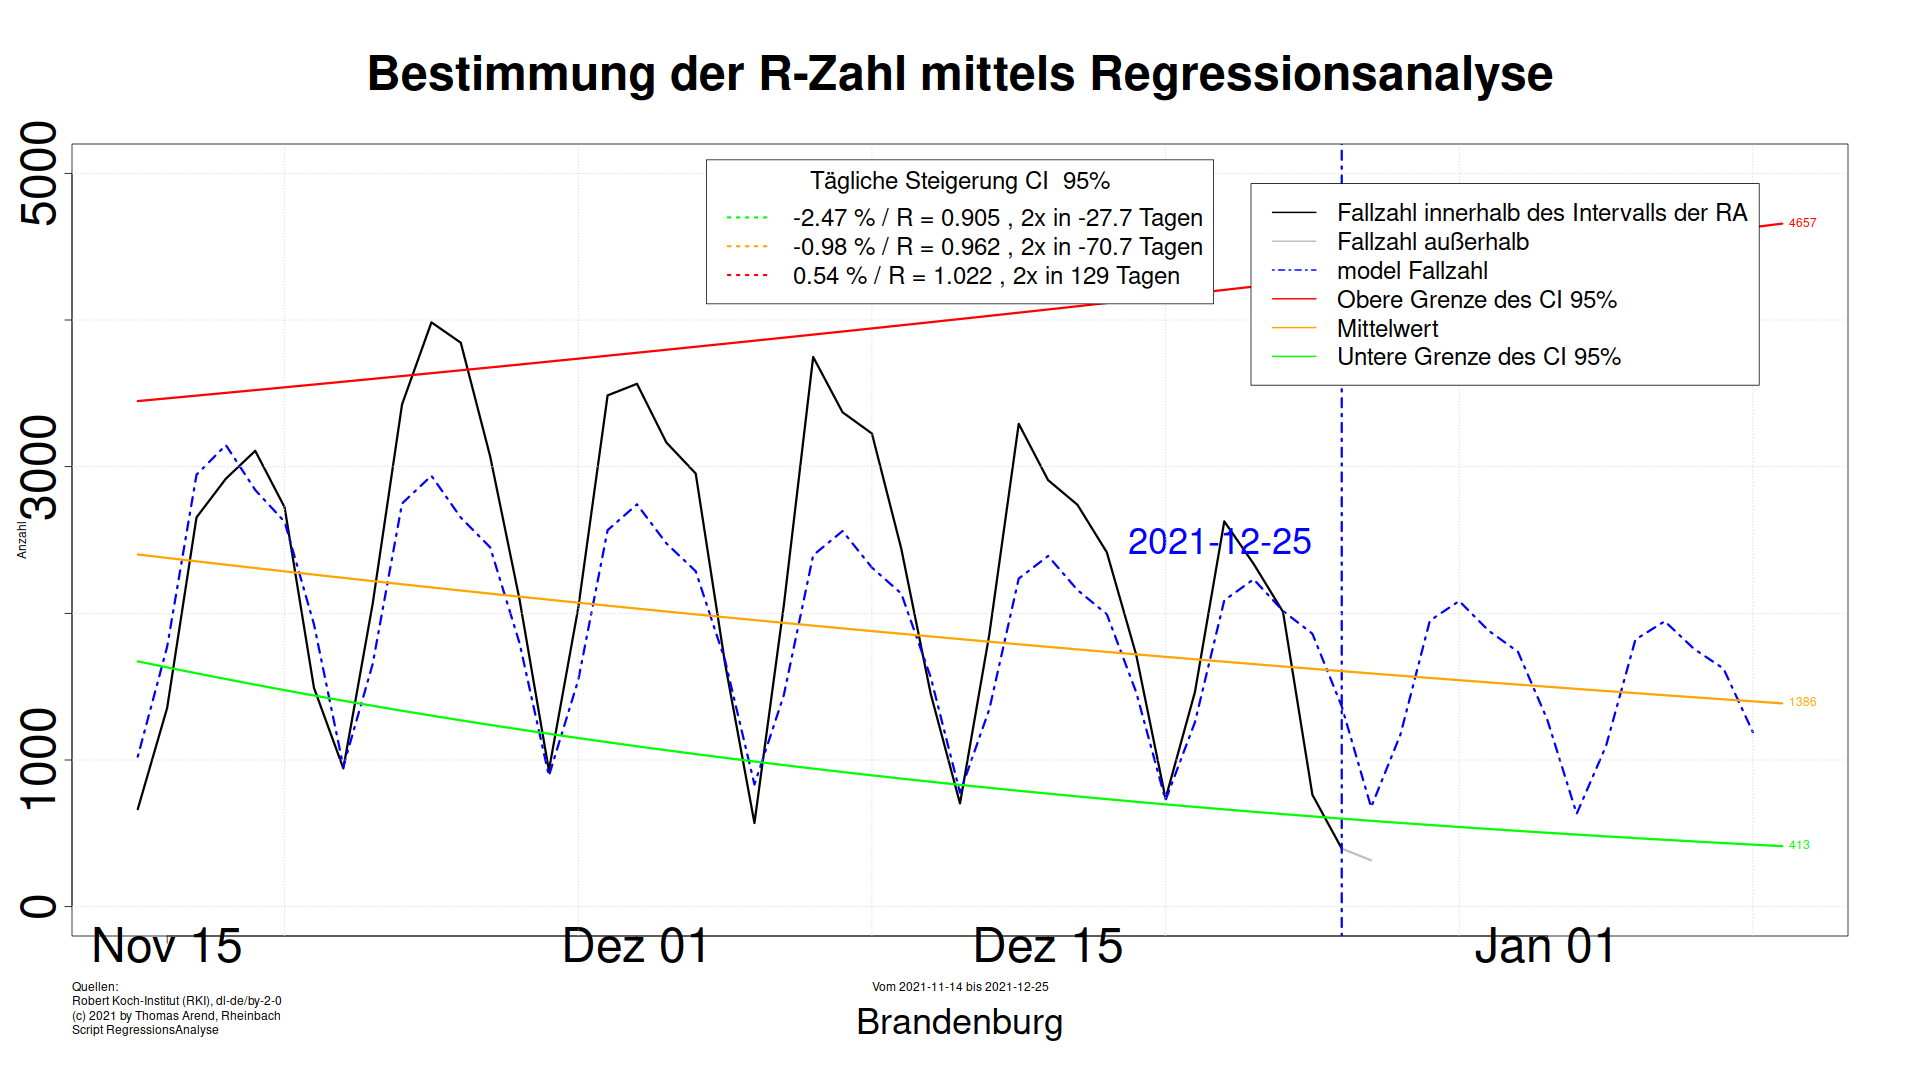 Bestimmung der R-Zahl mittels Regressionsanalyse
5000
3000
1000
0
Anzahl
Tägliche Steigerung CI 95%
-2.47 % / R = 0.905 , 2x in -27.7 Tagen
-0.98 % / R = 0.962 , 2x in -70.7 Tagen
0.54 % / R = 1.022 , 2x in 129 Tagen
Fallzahl innerhalb des Intervalls der RA
Fallzahl außerhalb
model Fallzahl
Obere Grenze des CI 95%
Mittelwert
Untere Grenze des CI 95%
4657
2021-12-25
1386
413
Nov 15 Dez 01 Dez 15 Jan 01
Quellen:
Robert Koch-Institut (RKI), dl-de/by-2-0
(c) 2021 by Thomas Arend, Rheinbach
Script RegressionsAnalyse
Vom 2021-11-14 bis 2021-12-25
Brandenburg